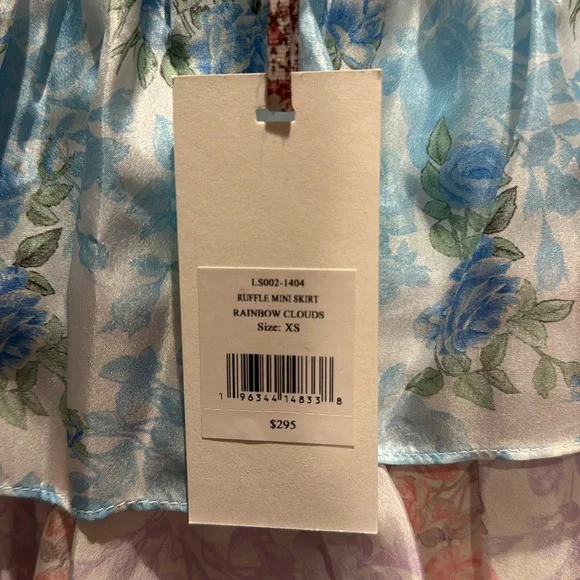 LS002-1404
RUFFLE MINI SKIRT
RAINBOW CLOUDS
Size: XS
1 96344 14833 8
$295